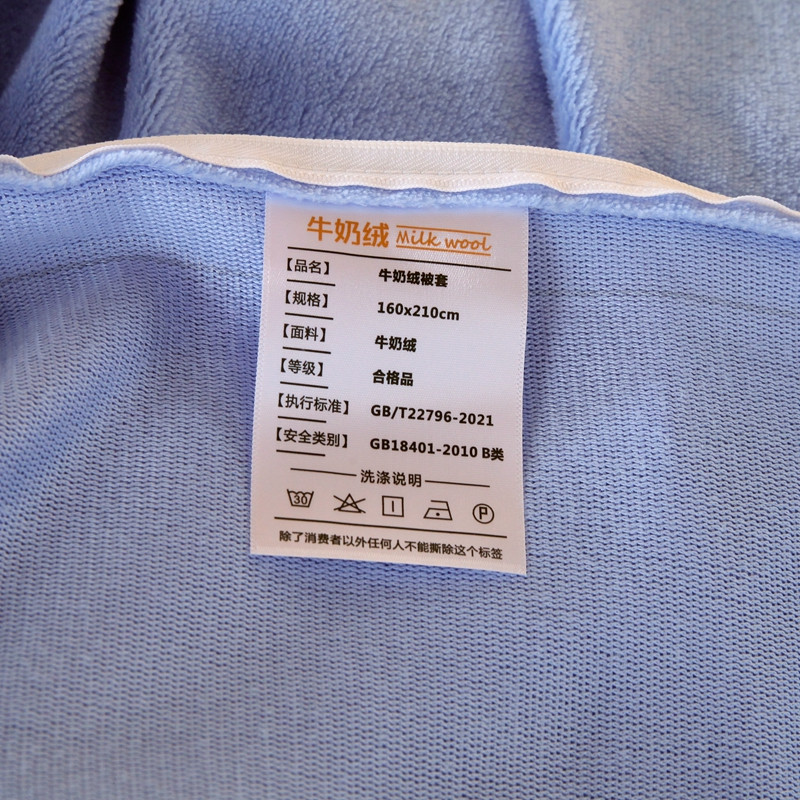 牛奶绒 Milk wool
【品名】 牛奶绒被套
【规格】 160x210cm
【面料】 牛奶绒
【等级】 合格品
【执行标准】 GB/T22796-2021
【安全类别】 GB18401-2010 B类
洗涤说明
30 P
除了消费者以外任何人不能撕除这个标签